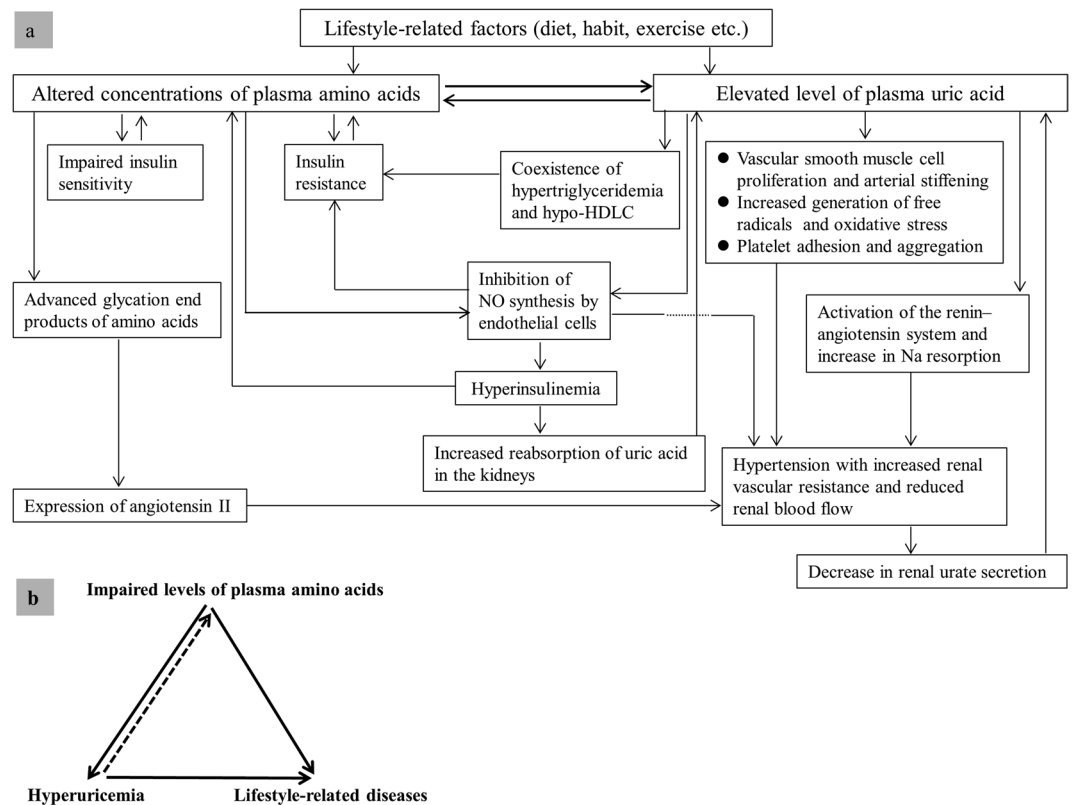 a
Lifestyle-related factors (diet, habit, exercise etc.)
Altered concentrations of plasma amino acids
Elevated level of plasma uric acid
Impaired insulin
sensitivity
Insulin
resistance
Coexistence of
hypertriglyceridemia
and hypo-HDLC
● Vascular smooth muscle cell
proliferation and arterial stiffening
● Increased generation of free
radicals and oxidative stress
● Platelet adhesion and aggregation
Advanced glycation end
products of amino acids
Inhibition of
NO synthesis by
endothelial cells
Activation of the renin–
angiotensin system and
increase in Na resorption
Hyperinsulinemia
Increased reabsorption of uric acid
in the kidneys
Hypertension with increased renal
vascular resistance and reduced
renal blood flow
Expression of angiotensin II
Decrease in renal urate secretion
b
Impaired levels of plasma amino acids
Hyperuricemia
Lifestyle-related diseases